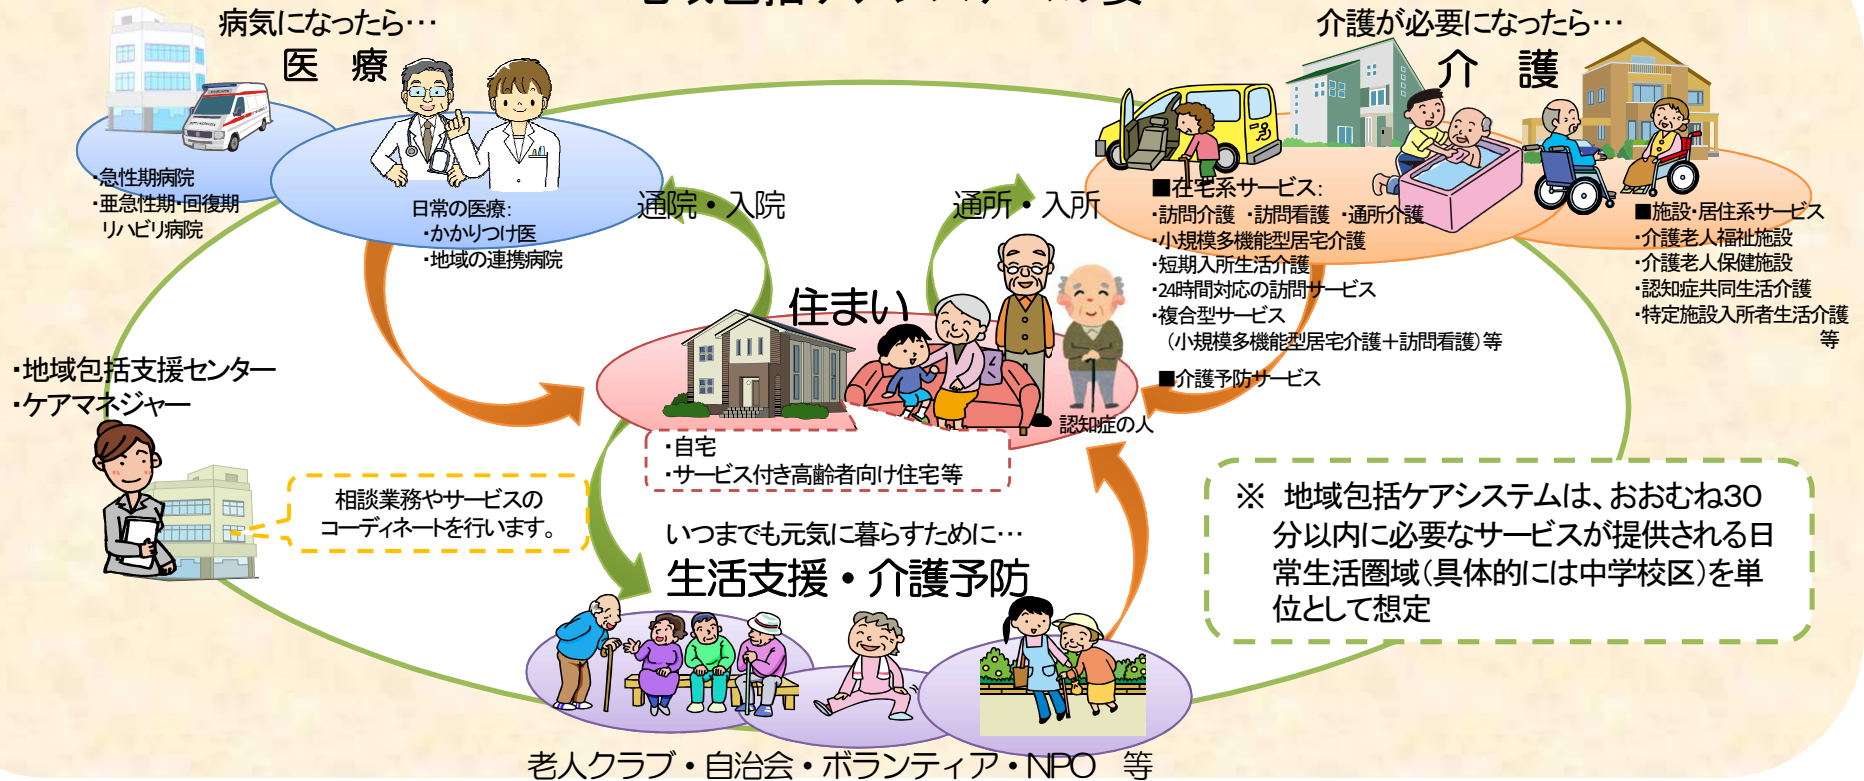 病気になったら…
医　療
・急性期病院
・亜急性期・回復期
リハビリ病院
日常の医療：
・かかりつけ医
・地域の連携病院
通院・入院
通所・入所
介護が必要になったら…
介　護
■在宅系サービス：
・訪問介護　・訪問看護　・通所介護
・小規模多機能型居宅介護
・短期入所生活介護
・24時間対応の訪問サービス
・複合型サービス
（小規模多機能型居宅介護＋訪問看護）等
■介護予防サービス
■施設・居住系サービス
・介護老人福祉施設
・介護老人保健施設
・認知症共同生活介護
・特定施設入所者生活介護
等
住まい
認知症の人
・自宅
・サービス付き高齢者向け住宅等
・地域包括支援センター
・ケアマネジャー
相談業務やサービスの
コーディネートを行います。
いつまでも元気に暮らすために…
生活支援・介護予防
老人クラブ・自治会・ボランティア・NPO　等
※　地域包括ケアシステムは、おおむね30
分以内に必要なサービスが提供される日
常生活圏域（具体的には中学校区）を単
位として想定